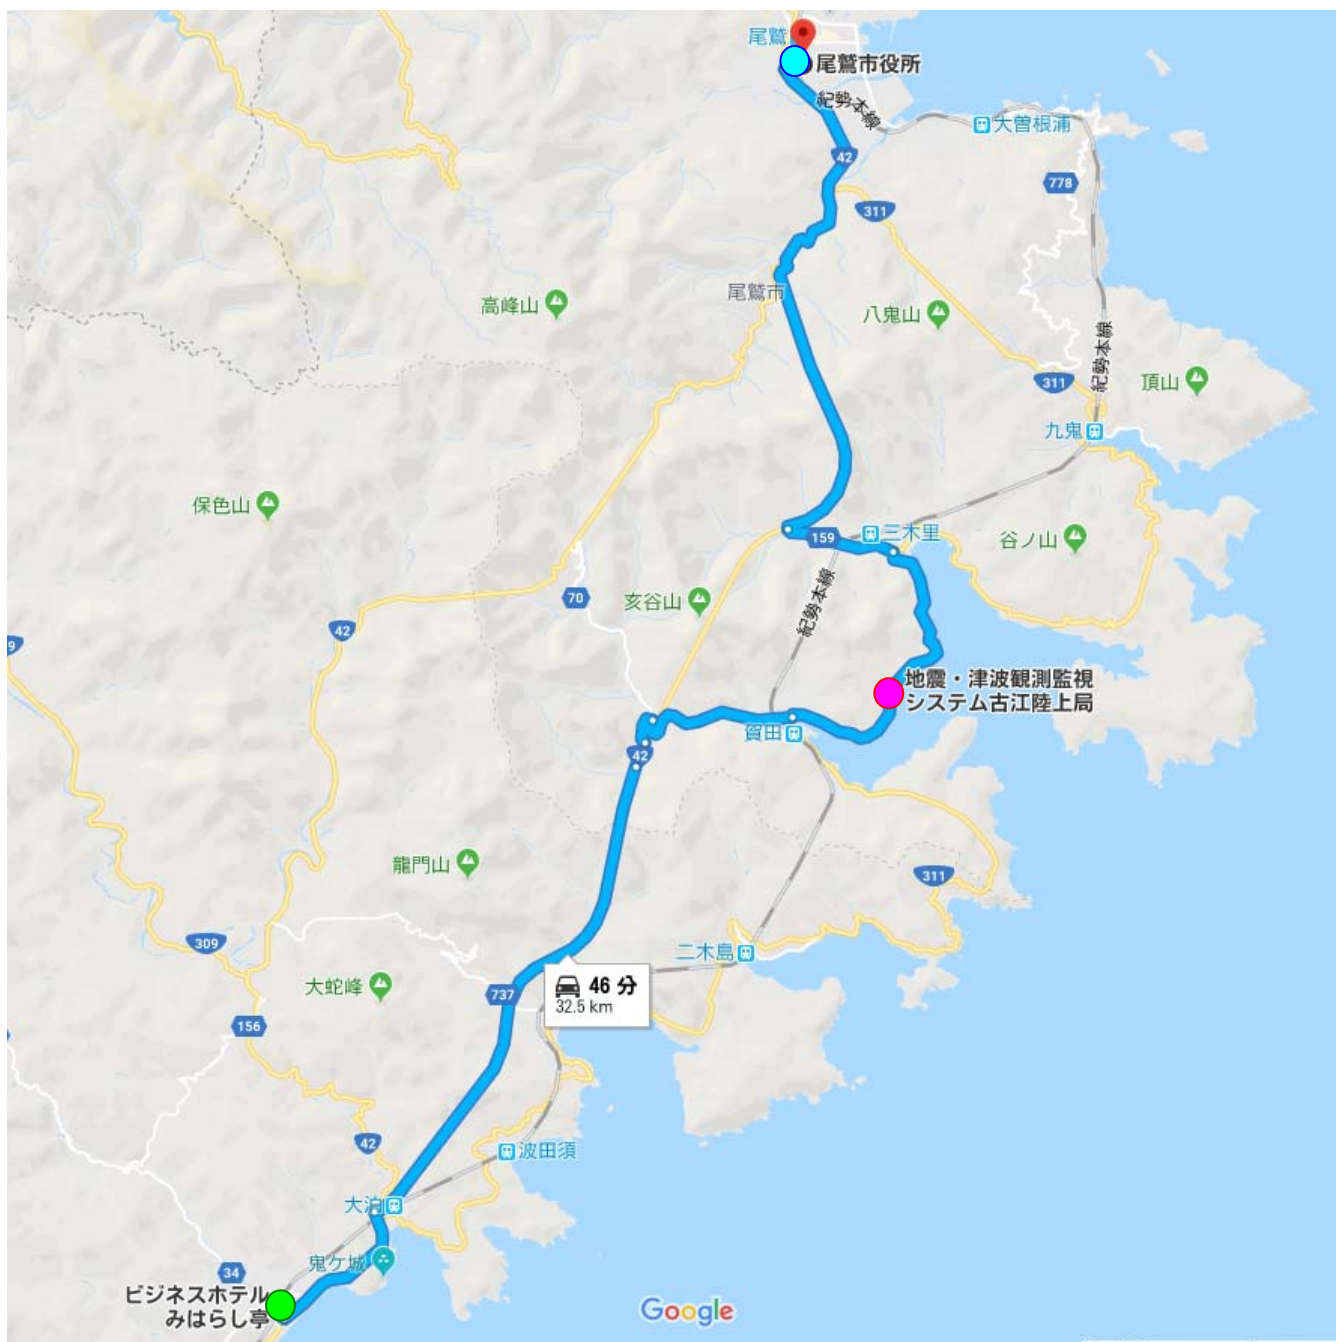 尾鷲
尾鷲市役所
紀勢本線
大曽根浦
42
778
311
尾鷲市
高峰山
八鬼山
紀勢本線
311
頂山
九鬼
保色山
159
三木里
谷ノ山
70
亥谷山
紀勢本線
42
9
地震・津波観測監視
システム古江陸上局
賀田
42
龍門山
311
309
二木島
大蛇峰
737
46 分
32.5 km
156
42
波田須
大泊
鬼ケ城
34
ビジネスホテル
みはらし亭
Google